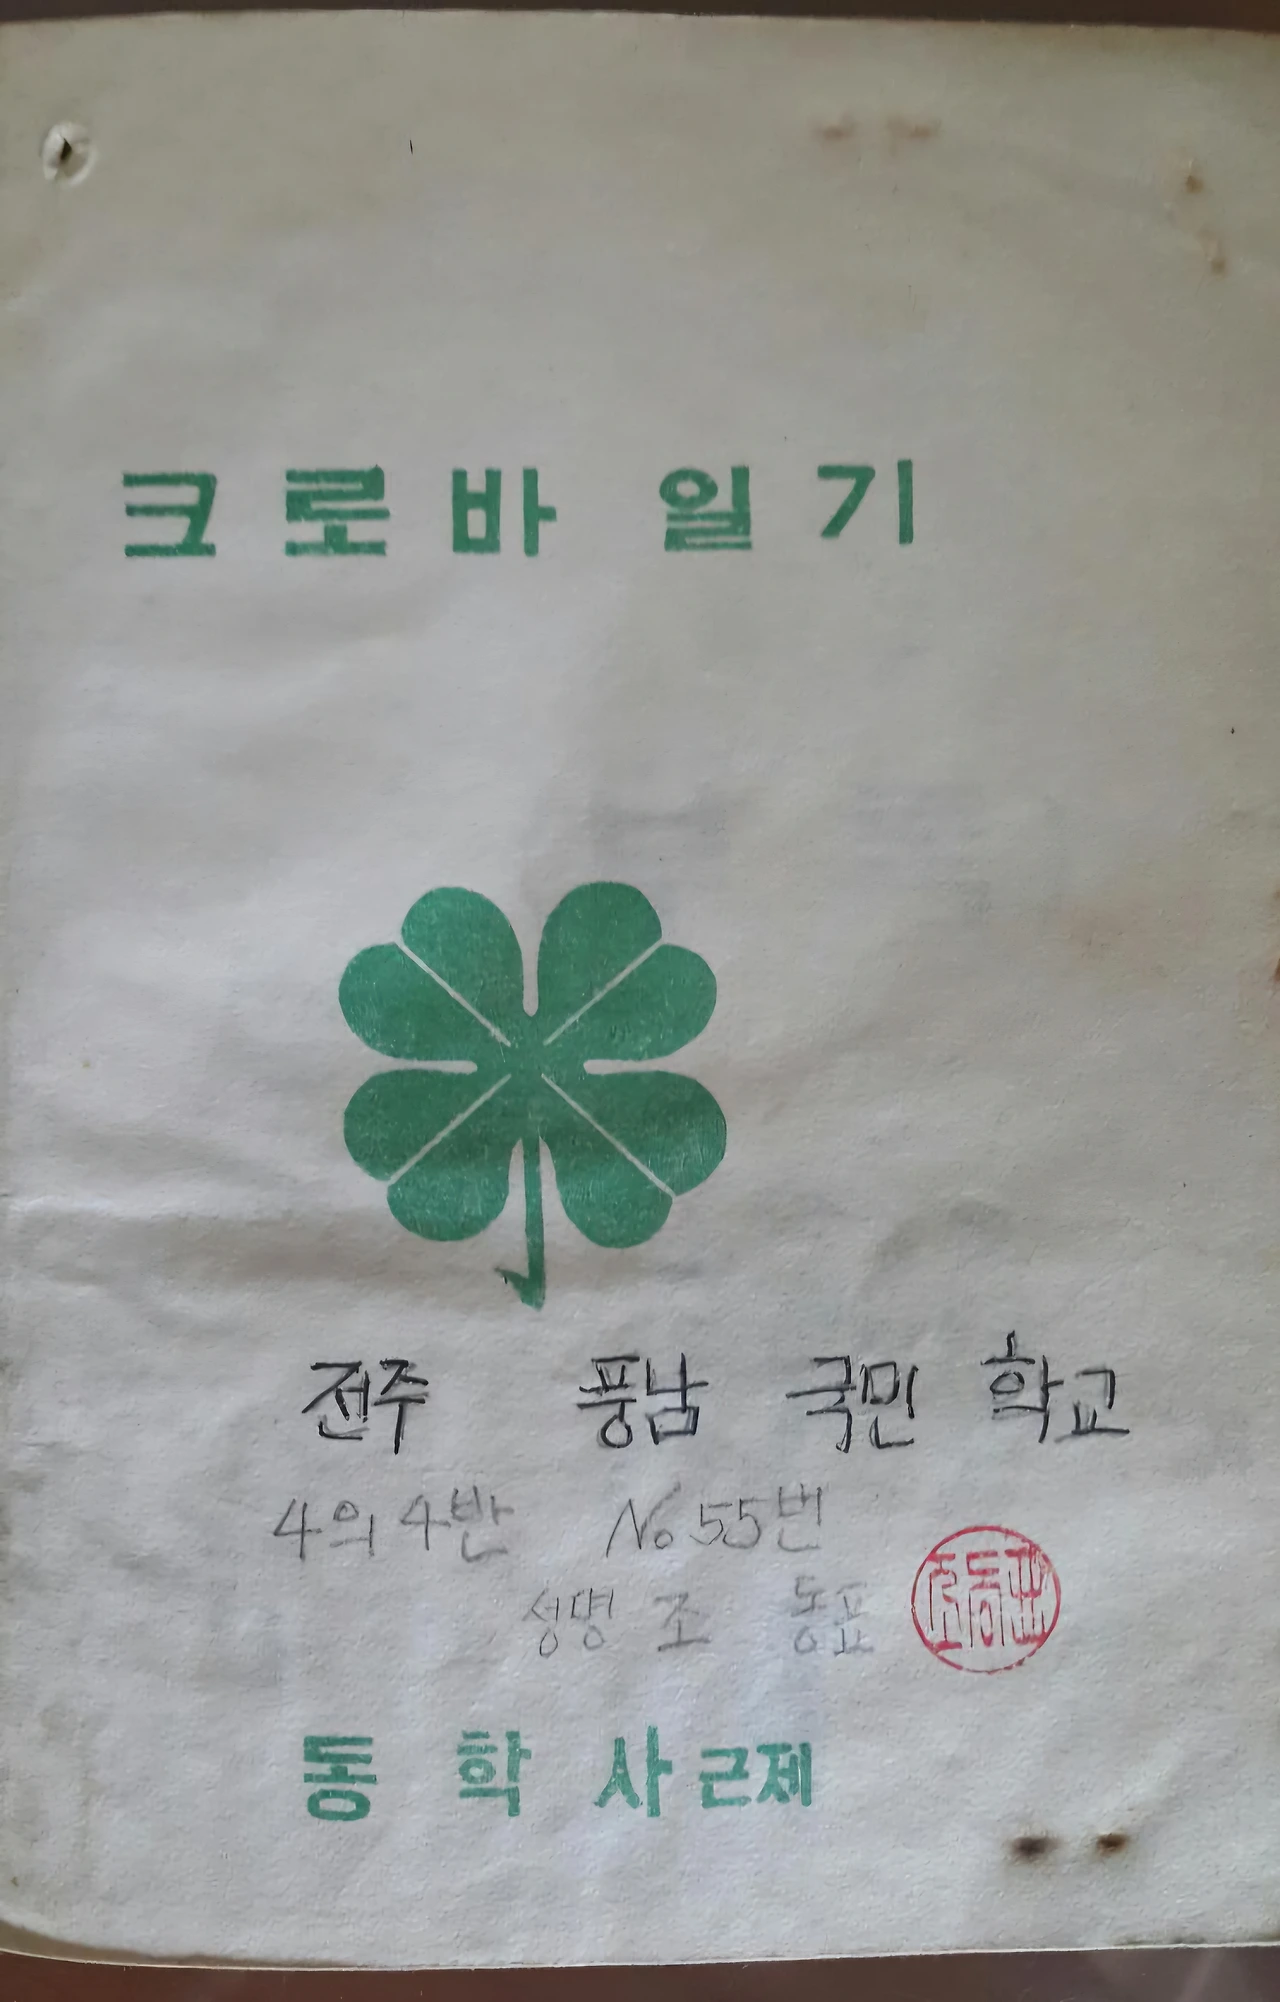 크로바 일기
전주 풍남 국민 학교
4의 4반 No 55번
성명 조 동표
동학사 근제